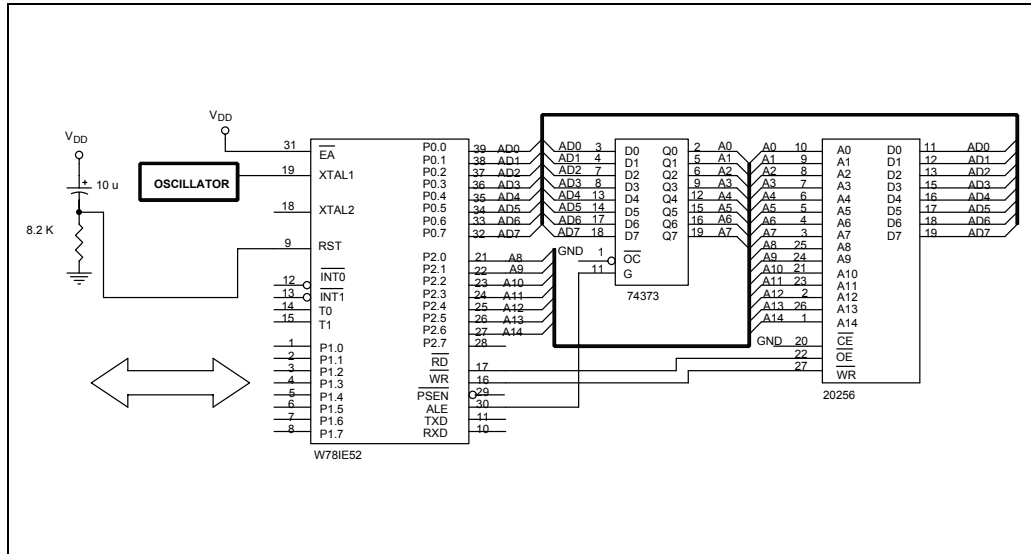 VDD
VDD
10 u
8.2 K
OSCILLATOR
31 EA
19 XTAL1
18 XTAL2
9 RST
12 INT0
13 INT1
14 T0
15 T1
1 P1.0
2 P1.1
3 P1.2
4 P1.3
5 P1.4
6 P1.5
7 P1.6
8 P1.7
P0.0 39 AD0
P0.1 38 AD1
P0.2 37 AD2
P0.3 36 AD3
P0.4 35 AD4
P0.5 34 AD5
P0.6 33 AD6
P0.7 32 AD7
P2.0 21 A8
P2.1 22 A9
P2.2 23 A10
P2.3 24 A11
P2.4 25 A12
P2.5 26 A13
P2.6 27 A14
P2.7 28
RD 17
WR 16
PSEN 29
ALE 30
TXD 11
RXD 10
W78IE52
AD0 3 D0 Q0 2 A0
AD1 4 D1 Q1 5 A1
AD2 7 D2 Q2 6 A2
AD3 8 D3 Q3 9 A3
AD4 13 D4 Q4 12 A4
AD5 14 D5 Q5 15 A5
AD6 17 D6 Q6 16 A6
AD7 18 D7 Q7 19 A7
GND 1 OC
11 G
74373
A0 10 A0 D0 11 AD0
A1 9 A1 D1 12 AD1
A2 8 A2 D2 13 AD2
A3 7 A3 D3 15 AD3
A4 6 A4 D4 16 AD4
A5 5 A5 D5 17 AD5
A6 4 A6 D6 18 AD6
A7 3 A7 D7 19 AD7
A8 25 A8
A9 24 A9
A10 21 A10
A11 23 A11
A12 2 A12
A13 26 A13
A14 1 A14
GND 20 CE
22 OE
27 WR
20256